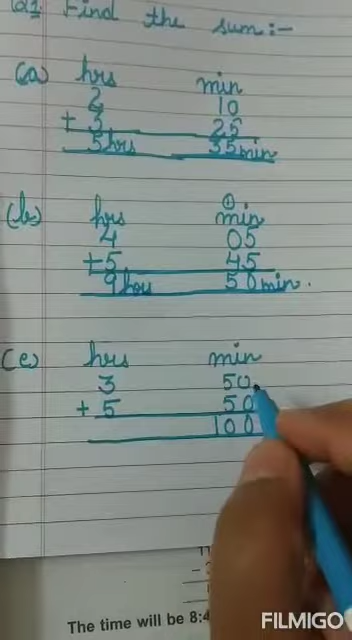 Q1. Find the sum:-
(a) hrs min
2 10
+ 3 25
5hrs 35min
(b) hrs ① min
4 05
+ 5 45
9hrs 50min.
(c) hrs min
3 50
+ 5 50
100
The time will be 8:4
FILMIGO